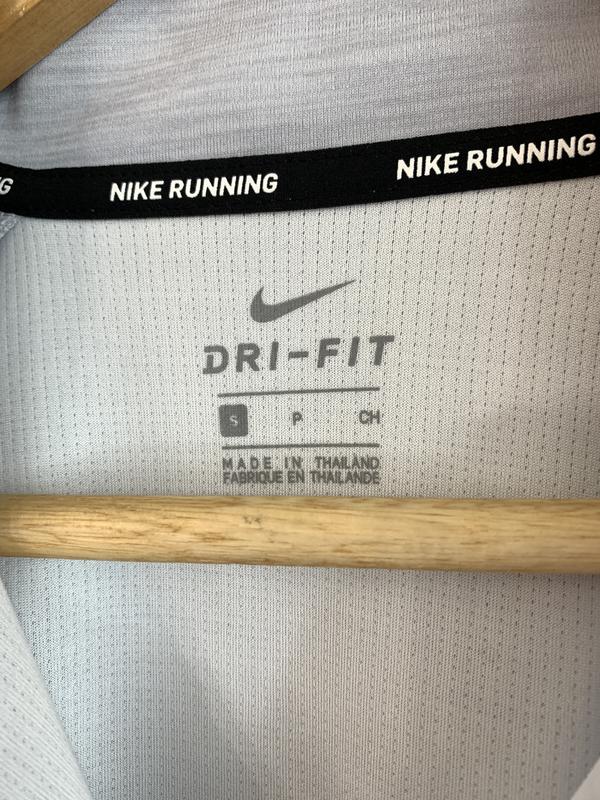 G NIKE RUNNING NIKE RUNNING
DRI-FIT
S P CH
MADE IN THAILAND
FABRIQUE EN THAILANDE